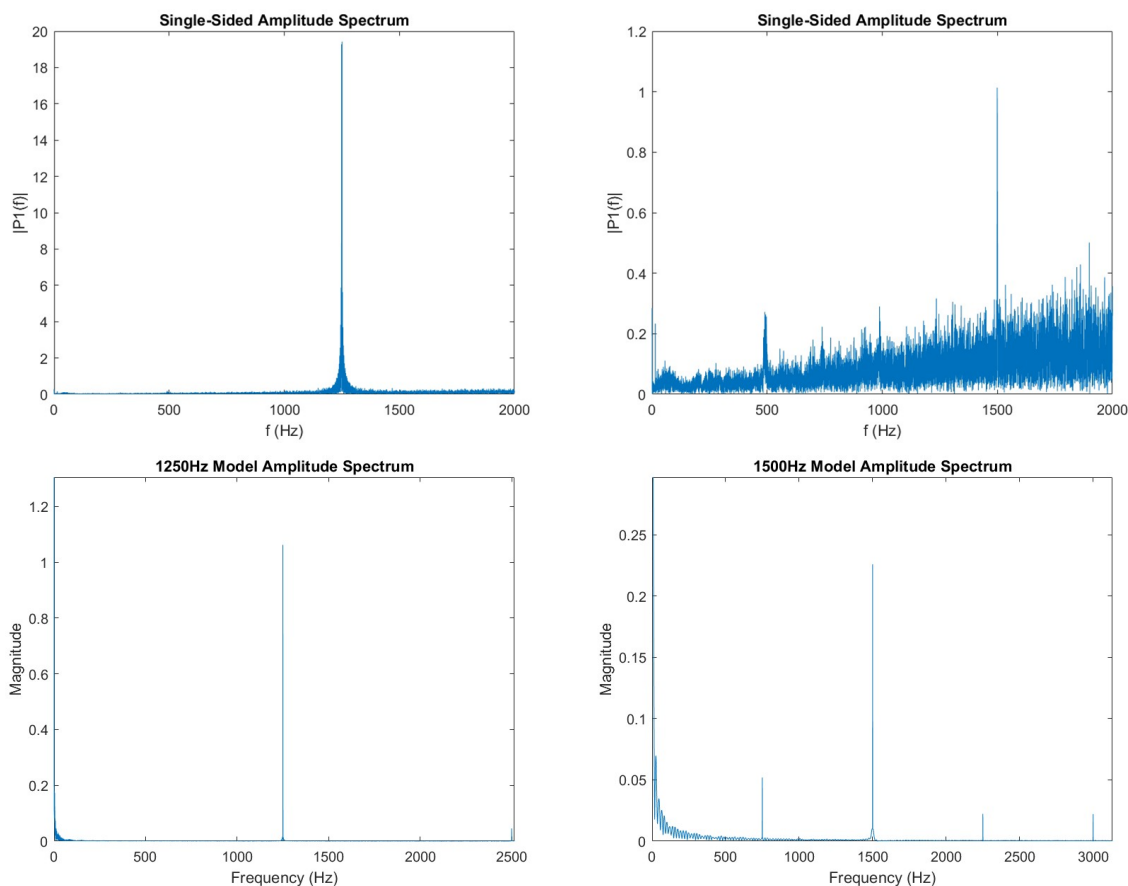 Single-Sided Amplitude Spectrum
20
18
16
14
12
10
8
6
4
2
0
|P1(f)|
0 500 1000 1500 2000
f (Hz)
Single-Sided Amplitude Spectrum
1.2
1
0.8
0.6
0.4
0.2
0
|P1(f)|
0 500 1000 1500 2000
f (Hz)
1250Hz Model Amplitude Spectrum
1.2
1
0.8
0.6
0.4
0.2
0
Magnitude
0 500 1000 1500 2000 2500
Frequency (Hz)
1500Hz Model Amplitude Spectrum
0.25
0.2
0.15
0.1
0.05
0
Magnitude
0 500 1000 1500 2000 2500 3000
Frequency (Hz)